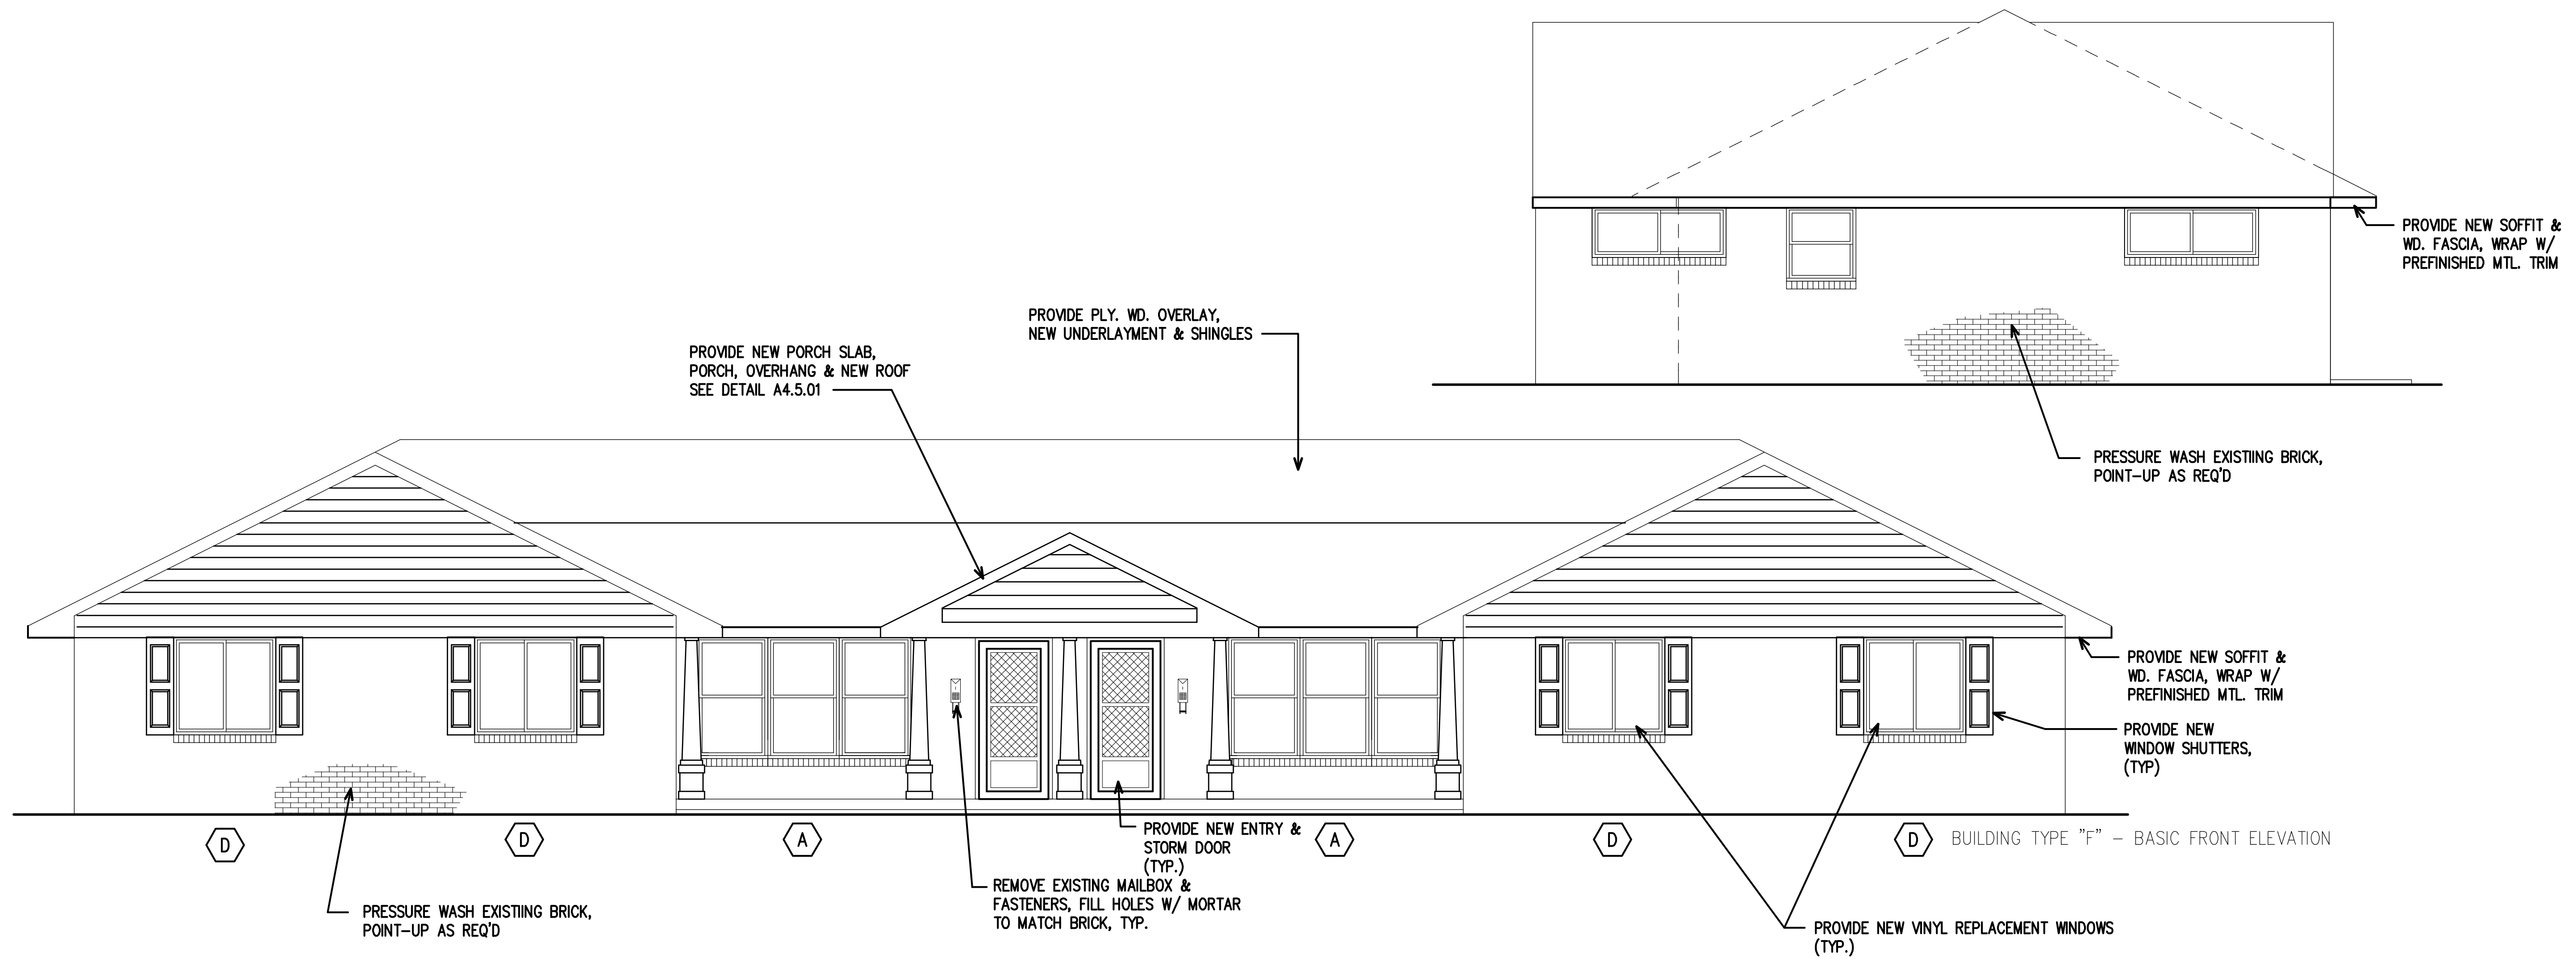 PROVIDE NEW SOFFIT &
WD. FASCIA, WRAP W/
PREFINISHED MTL. TRIM
PROVIDE PLY. WD. OVERLAY,
NEW UNDERLAYMENT & SHINGLES
PROVIDE NEW PORCH SLAB,
PORCH, OVERHANG & NEW ROOF
SEE DETAIL A4.5.01
PRESSURE WASH EXISTIING BRICK,
POINT-UP AS REQ'D
PROVIDE NEW SOFFIT &
WD. FASCIA, WRAP W/
PREFINISHED MTL. TRIM
PROVIDE NEW
WINDOW SHUTTERS,
(TYP)
D
D
A
A
D
D
BUILDING TYPE "F" - BASIC FRONT ELEVATION
PROVIDE NEW ENTRY &
STORM DOOR
(TYP.)
REMOVE EXISTING MAILBOX &
FASTENERS, FILL HOLES W/ MORTAR
TO MATCH BRICK, TYP.
PRESSURE WASH EXISTIING BRICK,
POINT-UP AS REQ'D
PROVIDE NEW VINYL REPLACEMENT WINDOWS
(TYP.)